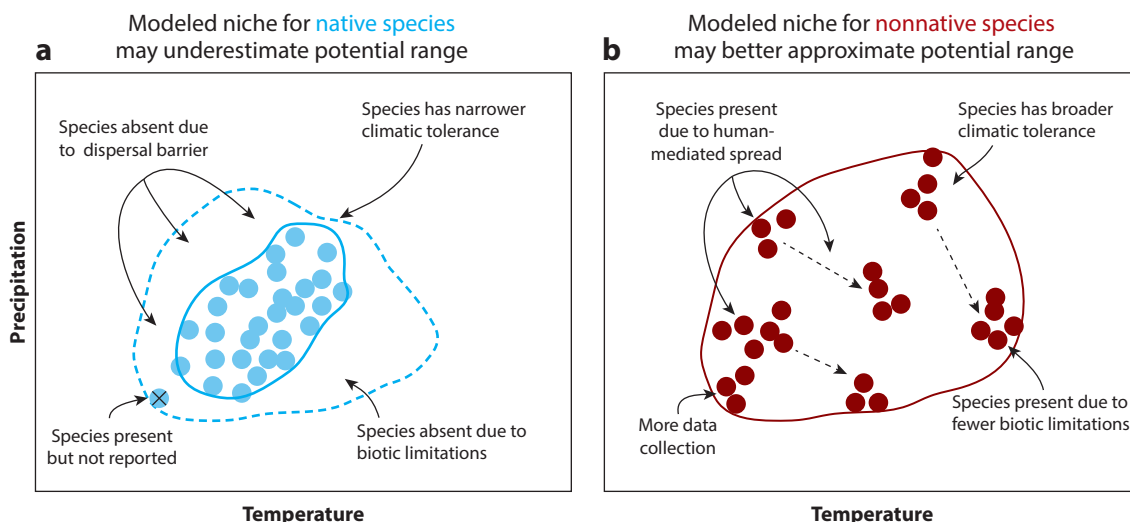 a
Modeled niche for native species
may underestimate potential range
Species absent due
to dispersal barrier
Species has narrower
climatic tolerance
Species present
but not reported
Species absent due to
biotic limitations
Precipitation
Temperature
b
Modeled niche for nonnative species
may better approximate potential range
Species present
due to human-
mediated spread
Species has broader
climatic tolerance
More data
collection
Species present due to
fewer biotic limitations
Temperature